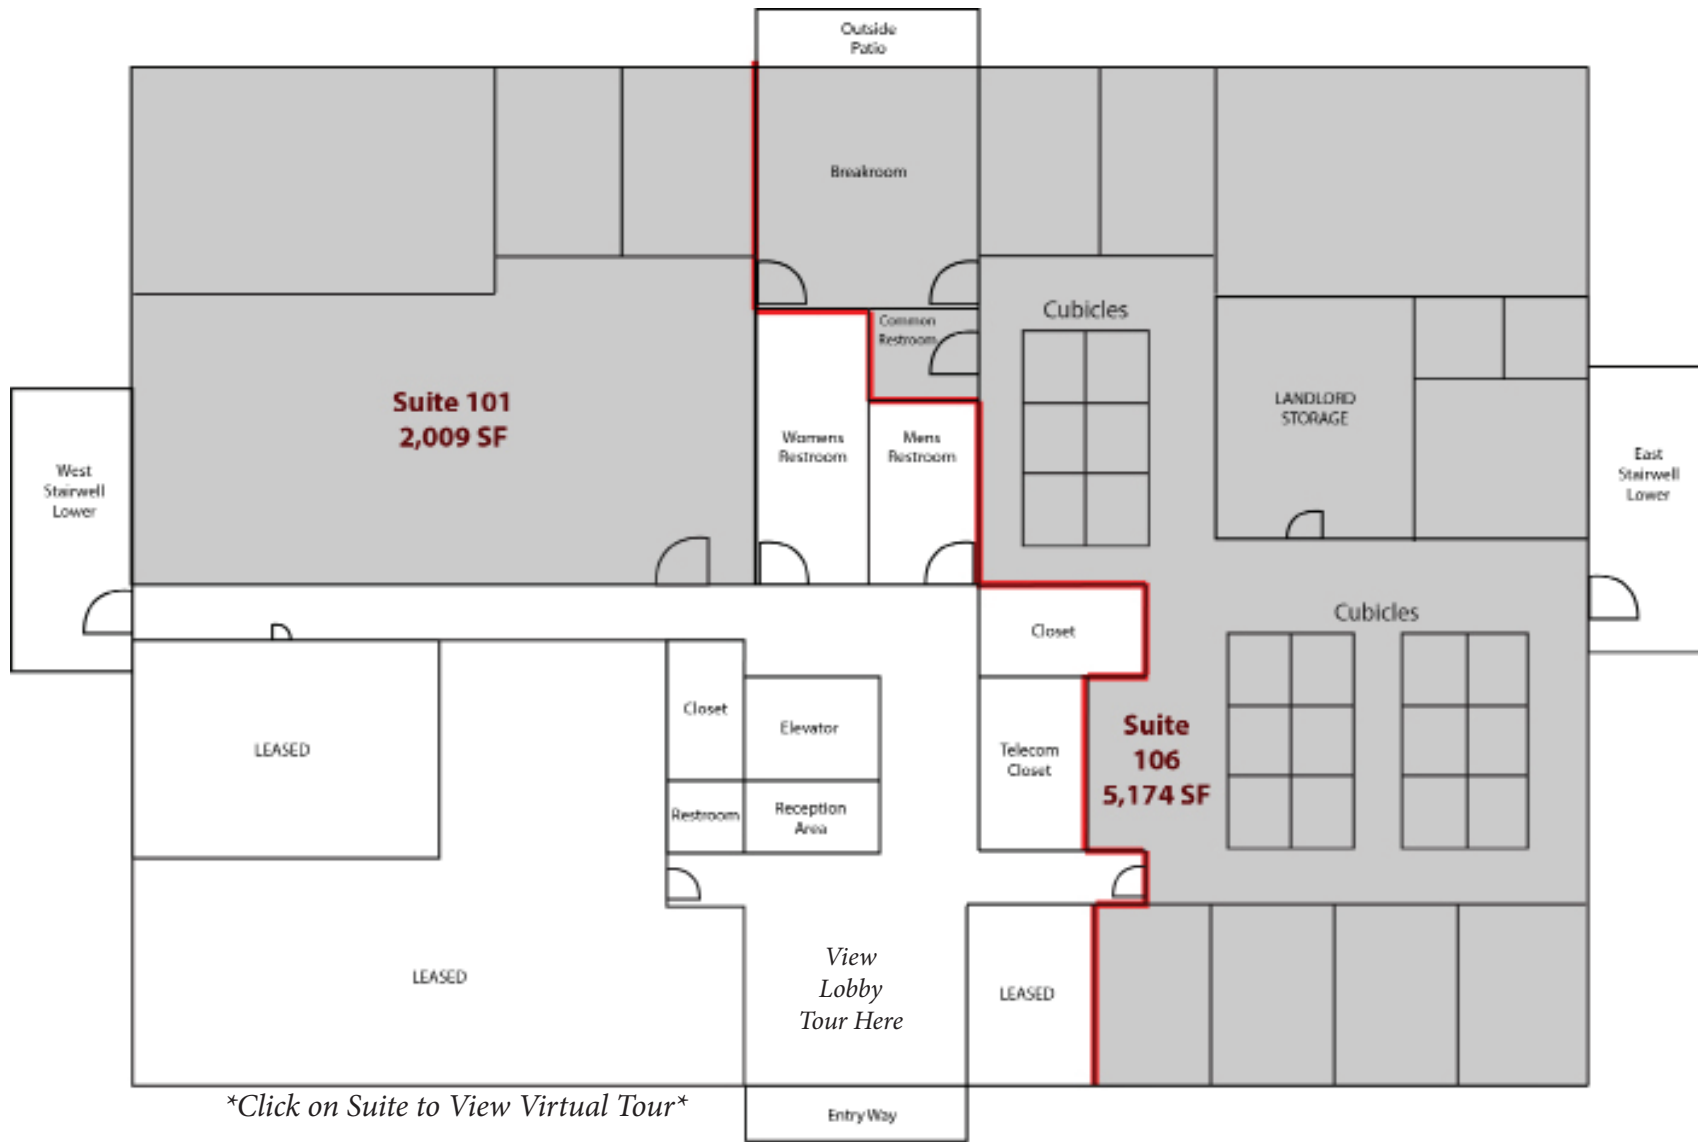 Outside
Patio
Breakroom
Common
Restroom
Cubicles
Suite 101
2,009 SF
LANDLORD
STORAGE
Womens
Restroom
Mens
Restroom
West
Stairwell
Lower
East
Stairwell
Lower
Closet
Cubicles
Closet
Elevator
LEASED
Telecom
Closet
Suite
106
5,174 SF
Restroom
Reception
Area
View
Lobby
Tour Here
LEASED
LEASED
*Click on Suite to View Virtual Tour*
Entry Way